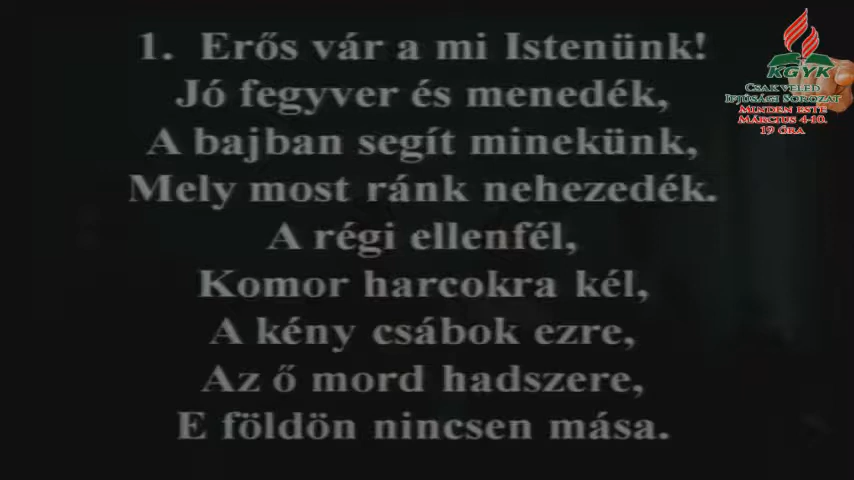 1. Erős vár a mi Istenünk!
Jó fegyver és menedék,
A bajban segít minekünk,
Mely most ránk nehezedék.
A régi ellenfél,
Komor harcokra kél,
A kény csábok ezre,
Az ő mord hadszere,
E földön nincsen mása.
KGYK
Csak veled
Ifjúsági Sorozat
Minden este
Március 4-10.
19 óra